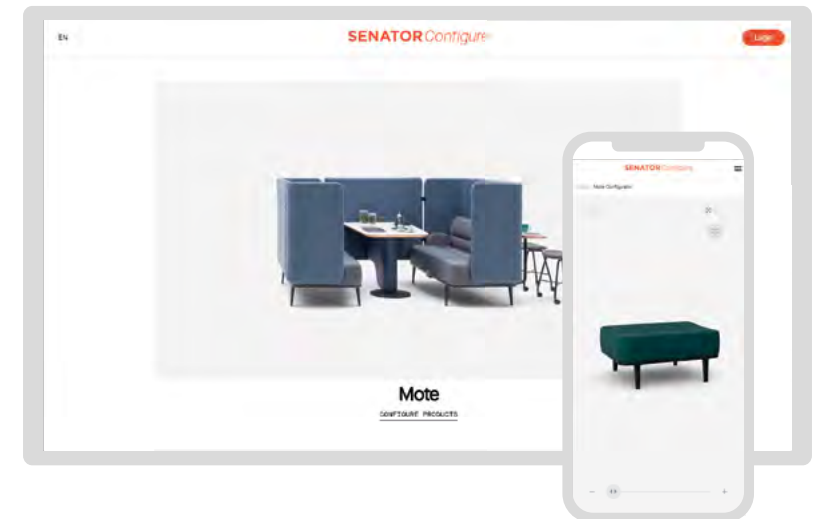 EN
SENATOR Configure
Login
Mote
CONFIGURE PRODUCTS
SENATOR Configure
Mote Configurator